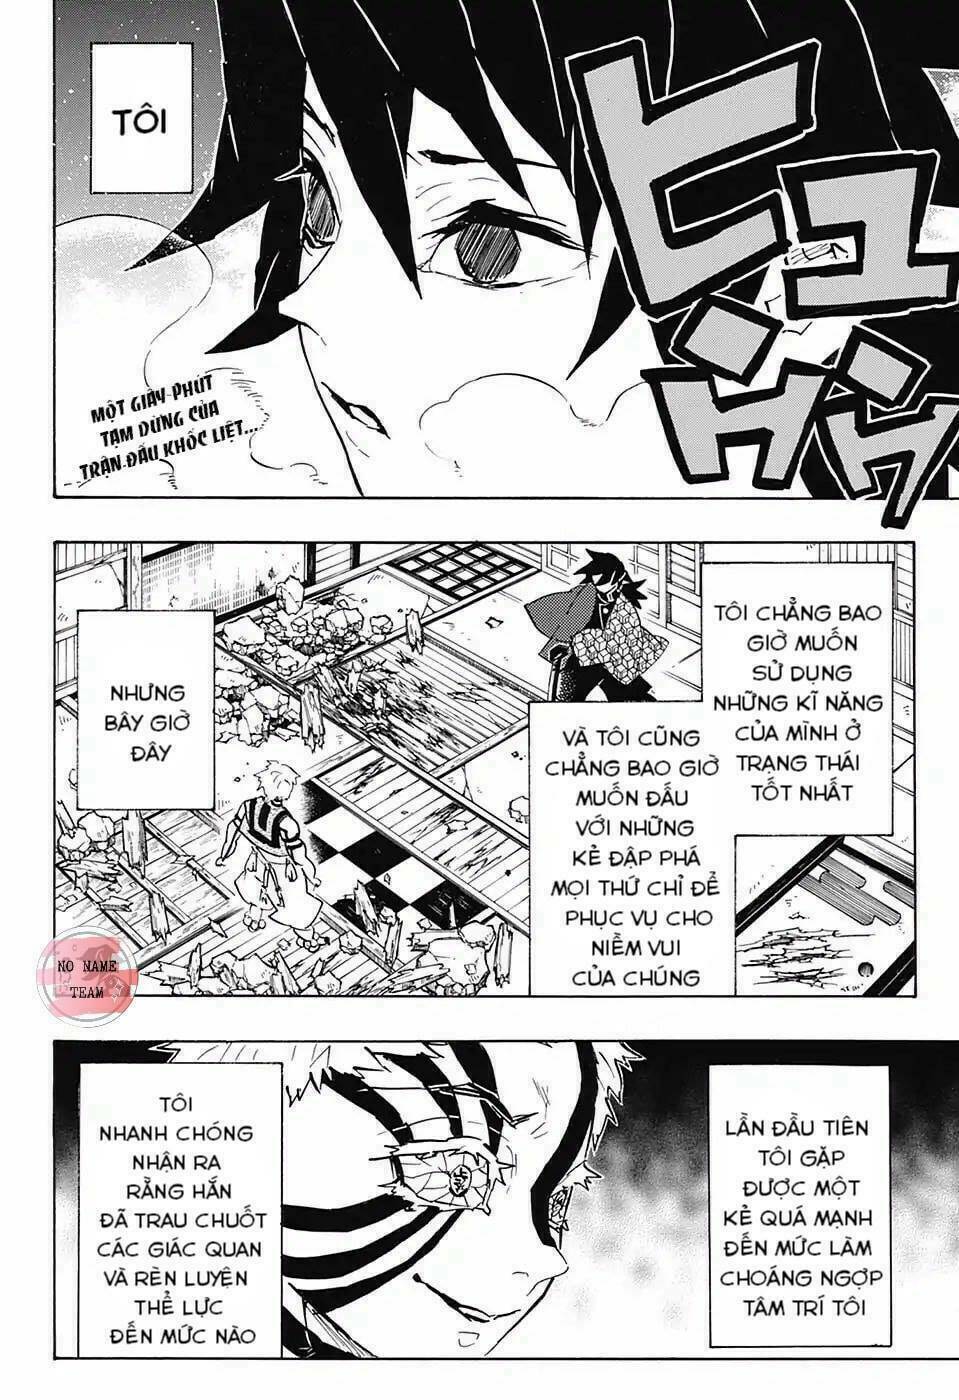 TÔI
ヒュ
ゥゥ
MỘT GIÂY PHÚT
TẠM DỪNG CỦA
TRẬN ĐẤU KHỐC LIỆT...
TÔI CHẲNG BAO
GIỜ MUỐN
SỬ DỤNG
NHỮNG KĨ NĂNG
CỦA MÌNH Ở
TRẠNG THÁI
TỐT NHẤT
VÀ TÔI CŨNG
CHẲNG BAO GIỜ
MUỐN ĐẤU
VỚI NHỮNG
KẺ ĐẬP PHÁ
MỌI THỨ CHỈ ĐỂ
PHỤC VỤ CHO
NIỀM VUI
CỦA CHÚNG
NHƯNG
BÂY GIỜ
ĐÂY
NO NAME
TEAM
LẦN ĐẦU TIÊN
TÔI GẶP
ĐƯỢC MỘT
KẺ QUÁ MẠNH
ĐẾN MỨC LÀM
CHOÁNG NGỢP
TÂM TRÍ TÔI
TÔI
NHANH CHÓNG
NHẬN RA
RẰNG HẮN
ĐÃ TRAU CHUỐT
CÁC GIÁC QUAN
VÀ RÈN LUYỆN
THỂ LỰC
ĐẾN MỨC NÀO